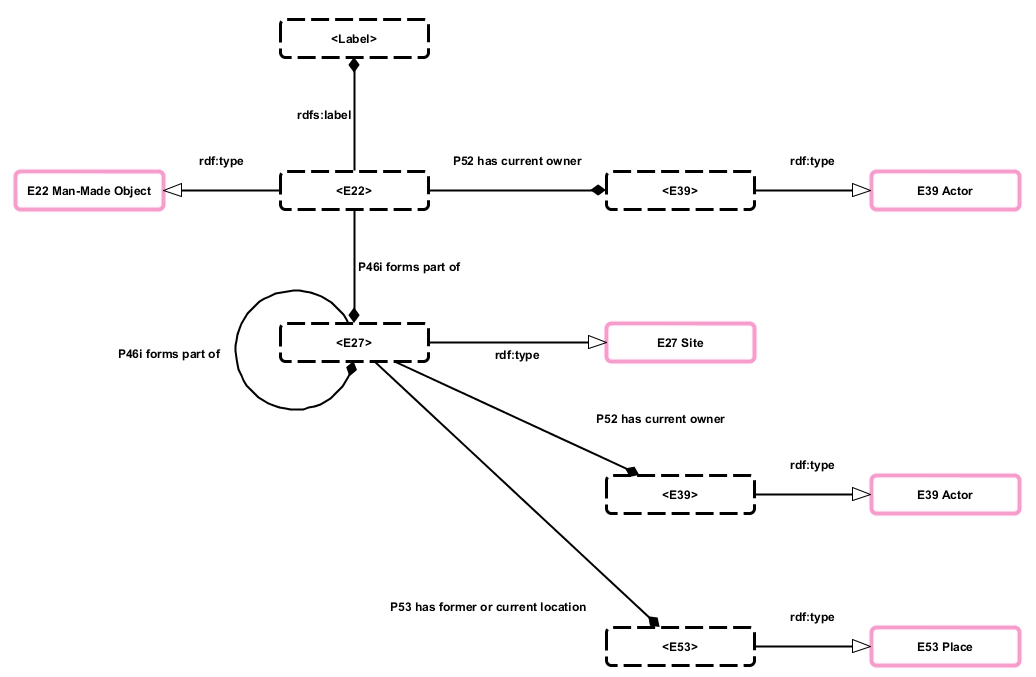 <Label>
rdfs:label
rdf:type
P52 has current owner
rdf:type
E22 Man-Made Object
<E22>
<E39>
E39 Actor
P46i forms part of
<E27>
E27 Site
P46i forms part of
rdf:type
P52 has current owner
rdf:type
<E39>
E39 Actor
P53 has former or current location
rdf:type
<E53>
E53 Place